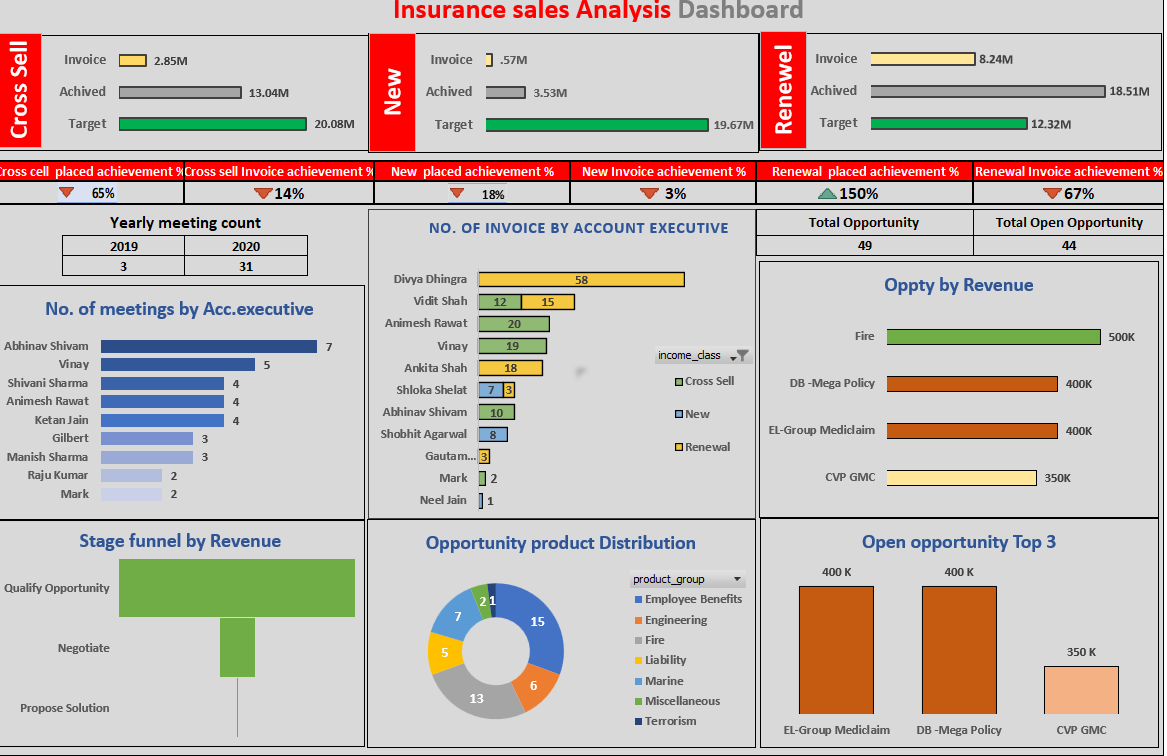 Insurance sales Analysis Dashboard
Cross Sell
Invoice 2.85M
Achived 13.04M
Target 20.08M
New
Invoice .57M
Achived 3.53M
Target 19.67M
Renewel
Invoice 8.24M
Achived 18.51M
Target 12.32M
Cross cell placed achievement %
65%
Cross sell Invoice achievement %
14%
New placed achievement %
18%
New Invoice achievement %
3%
Renewal placed achievement %
150%
Renewal Invoice achievement %
67%
Yearly meeting count
2019 2020
3 31
No. of meetings by Acc.executive
Abhinav Shivam 7
Vinay 5
Shivani Sharma 4
Animesh Rawat 4
Ketan Jain 4
Gilbert 3
Manish Sharma 3
Raju Kumar 2
Mark 2
NO. OF INVOICE BY ACCOUNT EXECUTIVE
Divya Dhingra 58
Vidit Shah 12 15
Animesh Rawat 20
Vinay 19
Ankita Shah 18
Shloka Shelat 7 3
Abhinav Shivam 10
Shobhit Agarwal 8
Gautam... 3
Mark 2
Neel Jain 1
income_class
Cross Sell
New
Renewal
Total Opportunity Total Open Opportunity
49 44
Oppty by Revenue
Fire 500K
DB -Mega Policy 400K
EL-Group Mediclaim 400K
CVP GMC 350K
Stage funnel by Revenue
Qualify Opportunity
Negotiate
Propose Solution
Opportunity product Distribution
15
6
13
5
7
2
1
product_group
Employee Benefits
Engineering
Fire
Liability
Marine
Miscellaneous
Terrorism
Open opportunity Top 3
400 K 400 K 350 K
EL-Group Mediclaim DB -Mega Policy CVP GMC